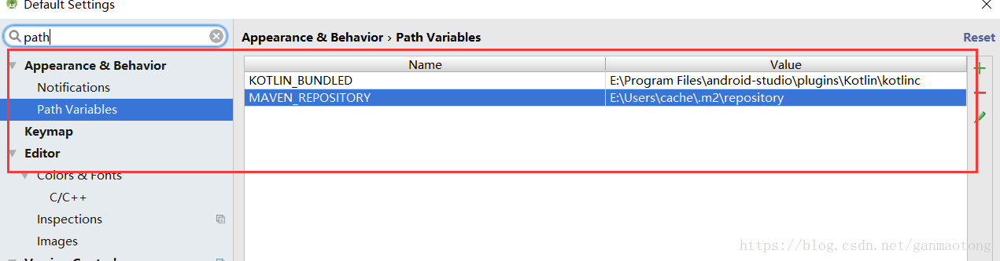 Default Settings
path
Appearance & Behavior › Path Variables
Reset
Appearance & Behavior
Notifications
Path Variables
Keymap
Editor
Colors & Fonts
C/C++
Inspections
Images
Name Value
KOTLIN_BUNDLED E:\Program Files\android-studio\plugins\Kotlin\kotlinc
MAVEN_REPOSITORY E:\Users\cache\.m2\repository
https://blog.csdn.net/ganmaotong